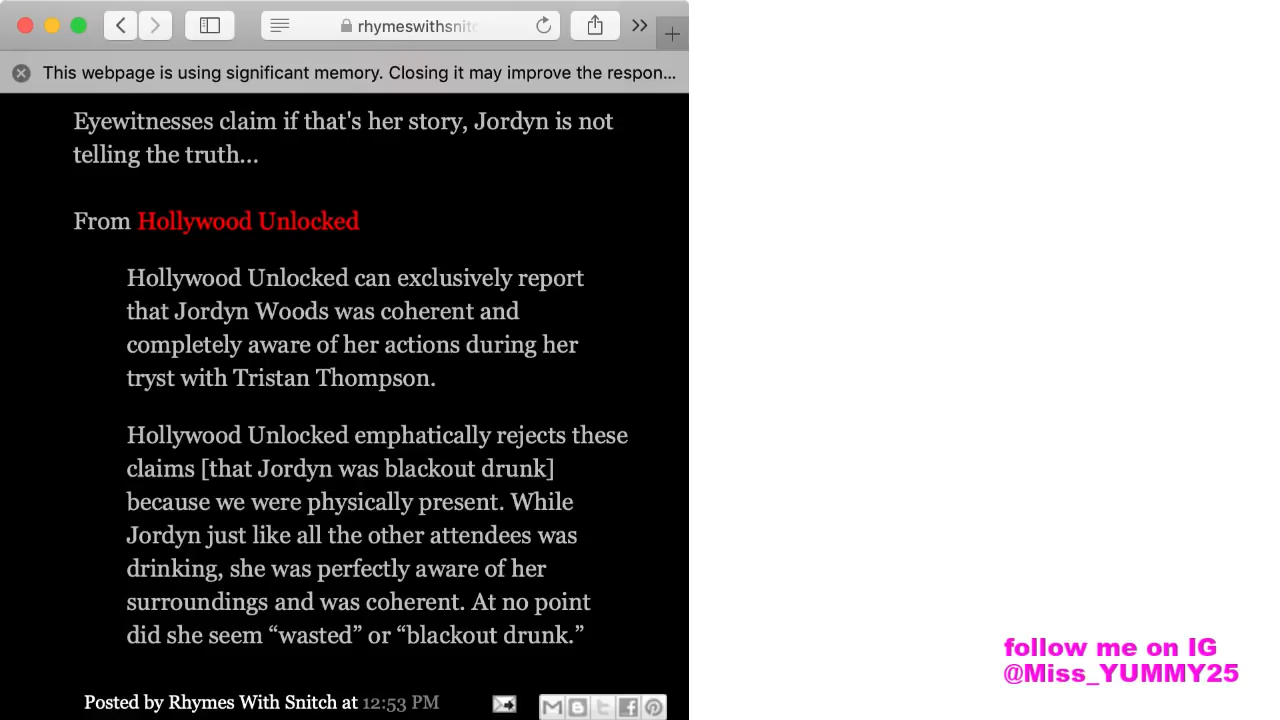 rhymeswithsnitc
This webpage is using significant memory. Closing it may improve the respon...
Eyewitnesses claim if that's her story, Jordyn is not
telling the truth...
From Hollywood Unlocked
Hollywood Unlocked can exclusively report
that Jordyn Woods was coherent and
completely aware of her actions during her
tryst with Tristan Thompson.
Hollywood Unlocked emphatically rejects these
claims [that Jordyn was blackout drunk]
because we were physically present. While
Jordyn just like all the other attendees was
drinking, she was perfectly aware of her
surroundings and was coherent. At no point
did she seem “wasted” or “blackout drunk.”
Posted by Rhymes With Snitch at 12:53 PM
follow me on IG
@Miss_YUMMY25